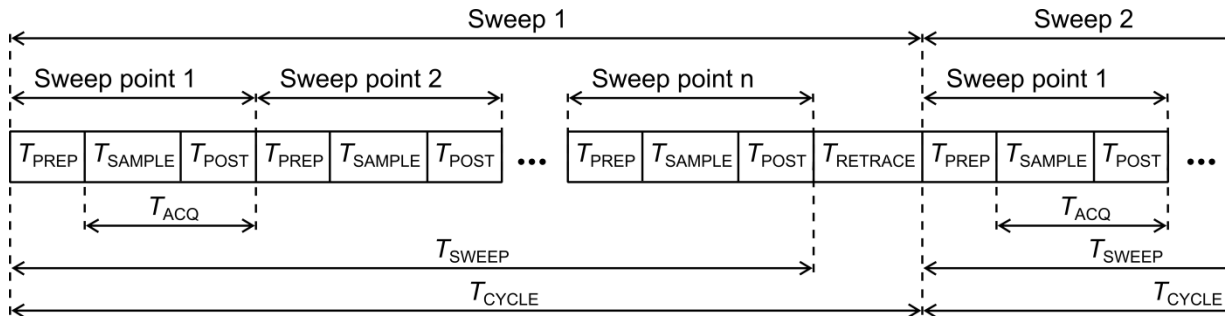 Sweep 1 Sweep 2
Sweep point 1 Sweep point 2 Sweep point n Sweep point 1
TPREP TSAMPLE TPOST TPREP TSAMPLE TPOST ••• TPREP TSAMPLE TPOST TRETRACE TPREP TSAMPLE TPOST •••
TACQ TACQ
TSWEEP TSWEEP
TCYCLE TCYCLE